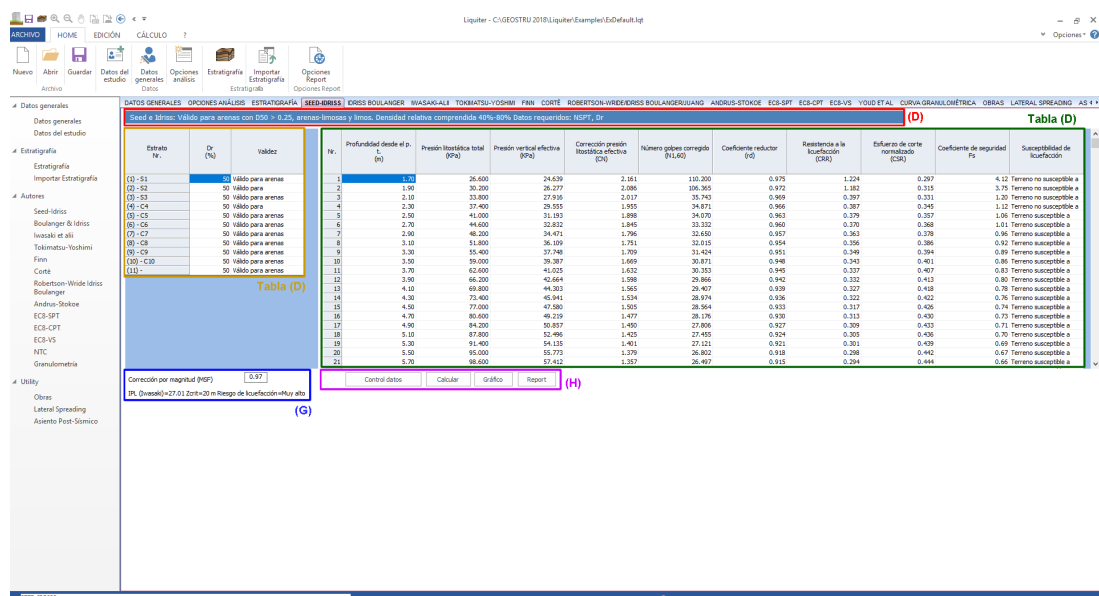 Liquiter - C:\GEOSTRU 2018\Liquiter\Examples\ExDefault.lqt
ARCHIVO HOME EDICIÓN CÁLCULO ? Opciones
Nuevo Abrir Guardar Datos del estudio Datos generales Opciones análisis Estratigrafía Importar Estratigrafía Opciones Report
Archivo Datos Estratigrafía Opciones Report
Datos generales
Datos generales
Datos del estudio
Estratigrafía
Estratigrafía
Importar Estratigrafía
Autores
Seed-Idriss
Boulanger & Idriss
Iwasaki et alii
Tokimatsu-Yoshimi
Finn
Corté
Robertson-Wride Idriss Boulanger
Andrus-Stokoe
EC8-SPT
EC8-CPT
EC8-VS
NTC
Granulometría
Utility
Obras
Lateral Spreading
Asiento Post-Sísmico
DATOS GENERALES OPCIONES ANÁLISIS ESTRATIGRAFÍA SEED-IDRISS IDRISS BOULANGER IWASAKI-ALII TOKIMATSU-YOSHIMI FINN CORTÉ ROBERTSON-WRIDE/IDRISS BOULANGER/JUANG ANDRUS-STOKOE EC8-SPT EC8-CPT EC8-VS YOUD ET AL CURVA GRANULOMÉTRICA OBRAS LATERAL SPREADING AS
Seed e Idriss: Válido para arenas con D50 > 0.25, arenas-limosas y limos. Densidad relativa comprendida 40%-80% Datos requeridos: NSPT, Dr
(D)
Tabla (D)
Estrato Nr. Dr (%) Validez
(1) - S1 50 Válido para arenas
(2) - S2 50 Válido para
(3) - S3 50 Válido para arenas
(4) - C4 50 Válido para
(5) - C5 50 Válido para arenas
(6) - C6 50 Válido para arenas
(7) - C7 50 Válido para arenas
(8) - C8 50 Válido para arenas
(9) - C9 50 Válido para arenas
(10) - C10 50 Válido para arenas
(11) - 50 Válido para arenas
Tabla (D)
Nr. Profundidad desde el p. t. (m) Presión litostática total (KPa) Presión vertical efectiva (KPa) Corrección presión litostática efectiva (CN) Número golpes corregido (N1,60) Coeficiente reductor (rd) Resistencia a la licuefacción (CRR) Esfuerzo de corte normalizado (CSR) Coeficiente de seguridad Fs Susceptibilidad de licuefacción
1 1.70 26.600 24.639 2.161 110.200 0.975 1.224 0.297 4.12 Terreno no susceptible a
2 1.90 30.200 26.277 2.086 106.365 0.972 1.182 0.315 3.75 Terreno no susceptible a
3 2.10 33.800 27.916 2.017 35.743 0.969 0.397 0.331 1.20 Terreno no susceptible a
4 2.30 37.400 29.555 1.955 34.871 0.966 0.387 0.345 1.12 Terreno no susceptible a
5 2.50 41.000 31.193 1.898 34.070 0.963 0.379 0.357 1.06 Terreno susceptible a
6 2.70 44.600 32.832 1.845 33.332 0.960 0.370 0.368 1.01 Terreno susceptible a
7 2.90 48.200 34.471 1.796 32.650 0.957 0.363 0.378 0.96 Terreno susceptible a
8 3.10 51.800 36.109 1.751 32.015 0.954 0.356 0.386 0.92 Terreno susceptible a
9 3.30 55.400 37.748 1.709 31.424 0.951 0.349 0.394 0.89 Terreno susceptible a
10 3.50 59.000 39.387 1.669 30.871 0.948 0.343 0.401 0.86 Terreno susceptible a
11 3.70 62.600 41.025 1.632 30.353 0.945 0.337 0.407 0.83 Terreno susceptible a
12 3.90 66.200 42.664 1.598 29.866 0.942 0.332 0.413 0.80 Terreno susceptible a
13 4.10 69.800 44.303 1.565 29.407 0.939 0.327 0.418 0.78 Terreno susceptible a
14 4.30 73.400 45.941 1.534 28.974 0.936 0.322 0.422 0.76 Terreno susceptible a
15 4.50 77.000 47.580 1.505 28.564 0.933 0.317 0.426 0.74 Terreno susceptible a
16 4.70 80.600 49.219 1.477 28.176 0.930 0.313 0.430 0.73 Terreno susceptible a
17 4.90 84.200 50.857 1.450 27.806 0.927 0.309 0.433 0.71 Terreno susceptible a
18 5.10 87.800 52.496 1.425 27.455 0.924 0.305 0.436 0.70 Terreno susceptible a
19 5.30 91.400 54.135 1.401 27.121 0.921 0.301 0.439 0.69 Terreno susceptible a
20 5.50 95.000 55.773 1.379 26.802 0.918 0.298 0.442 0.67 Terreno susceptible a
21 5.70 98.600 57.412 1.357 26.497 0.915 0.294 0.444 0.66 Terreno susceptible a
Corrección por magnitud (MSF) 0.97
IPL (Iwasaki)=27.01 Zcrit=20 m Riesgo de licuefacción=Muy alto
(G)
Control datos Calcular Gráfico Report (H)